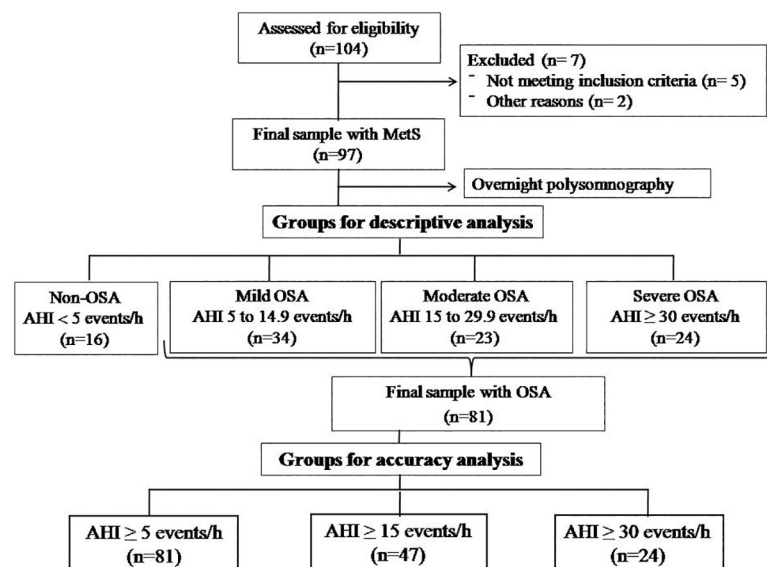 Assessed for eligibility
(n=104)
Excluded (n= 7)
- Not meeting inclusion criteria (n= 5)
- Other reasons (n= 2)
Final sample with MetS
(n=97)
Overnight polysomnography
Groups for descriptive analysis
Non-OSA
AHI < 5 events/h
(n=16)
Mild OSA
AHI 5 to 14.9 events/h
(n=34)
Moderate OSA
AHI 15 to 29.9 events/h
(n=23)
Severe OSA
AHI ≥ 30 events/h
(n=24)
Final sample with OSA
(n=81)
Groups for accuracy analysis
AHI ≥ 5 events/h
(n=81)
AHI ≥ 15 events/h
(n=47)
AHI ≥ 30 events/h
(n=24)